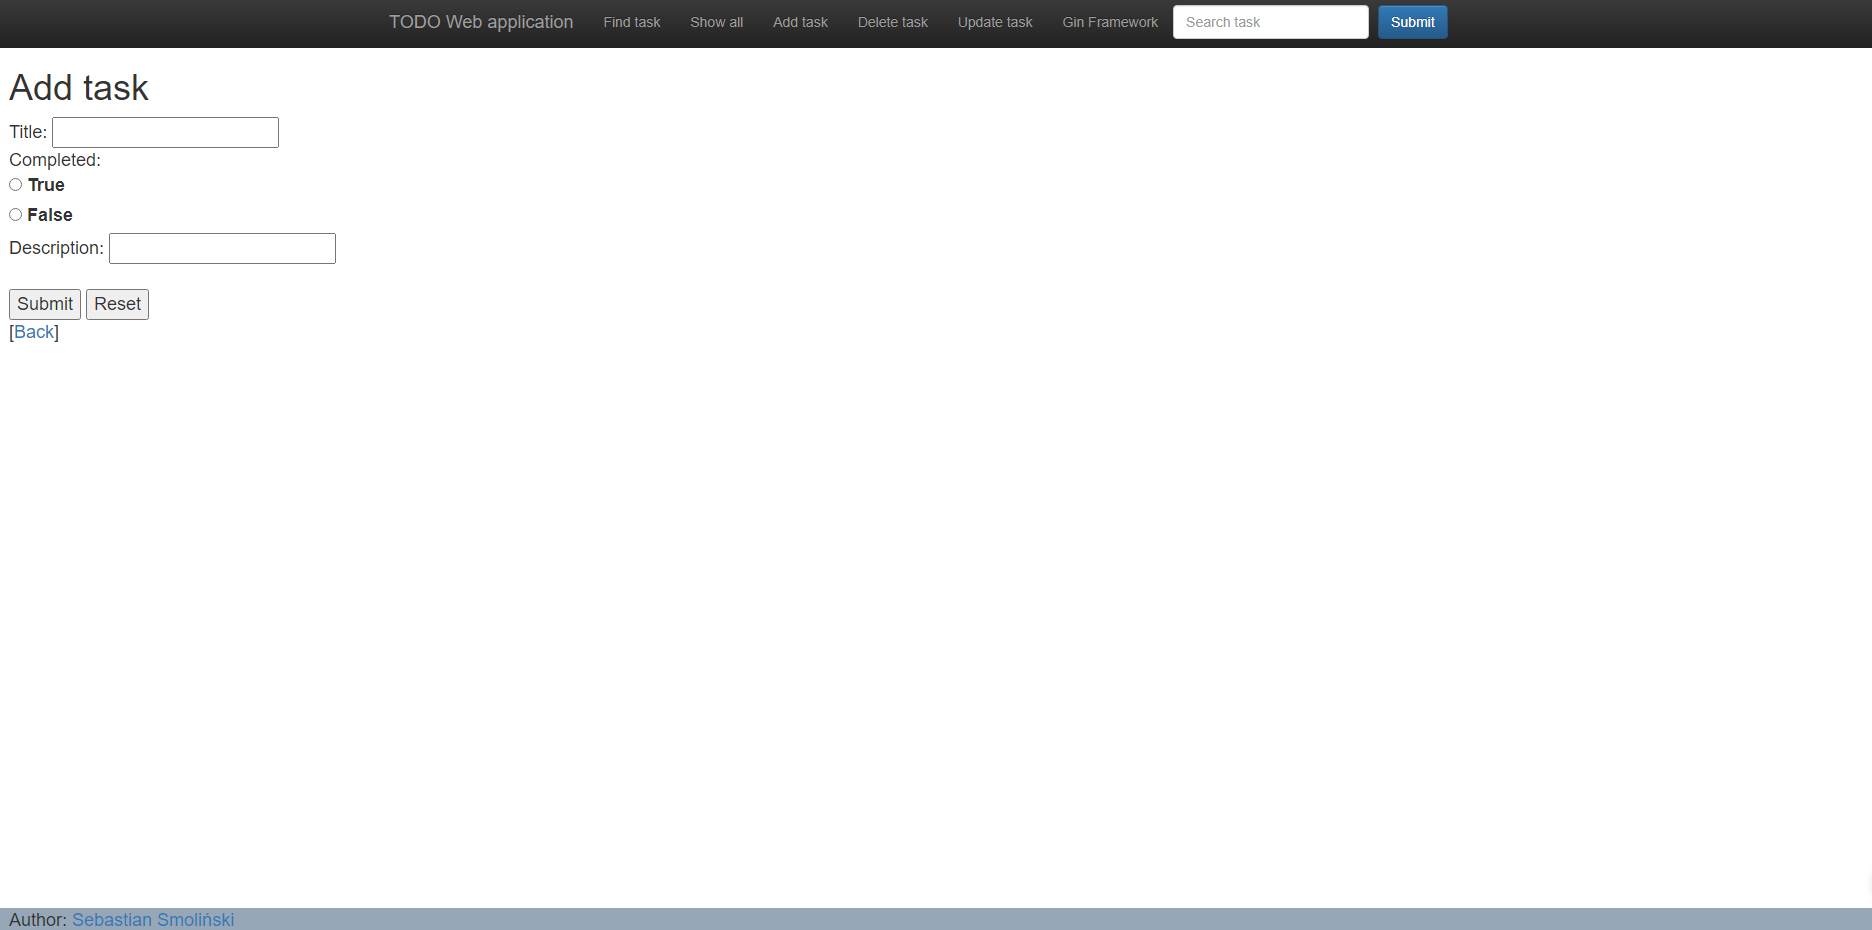 TODO Web application Find task Show all Add task Delete task Update task Gin Framework Search task Submit
Add task
Title:
Completed:
True
False
Description:
Submit Reset
[Back]
Author: Sebastian Smoliński